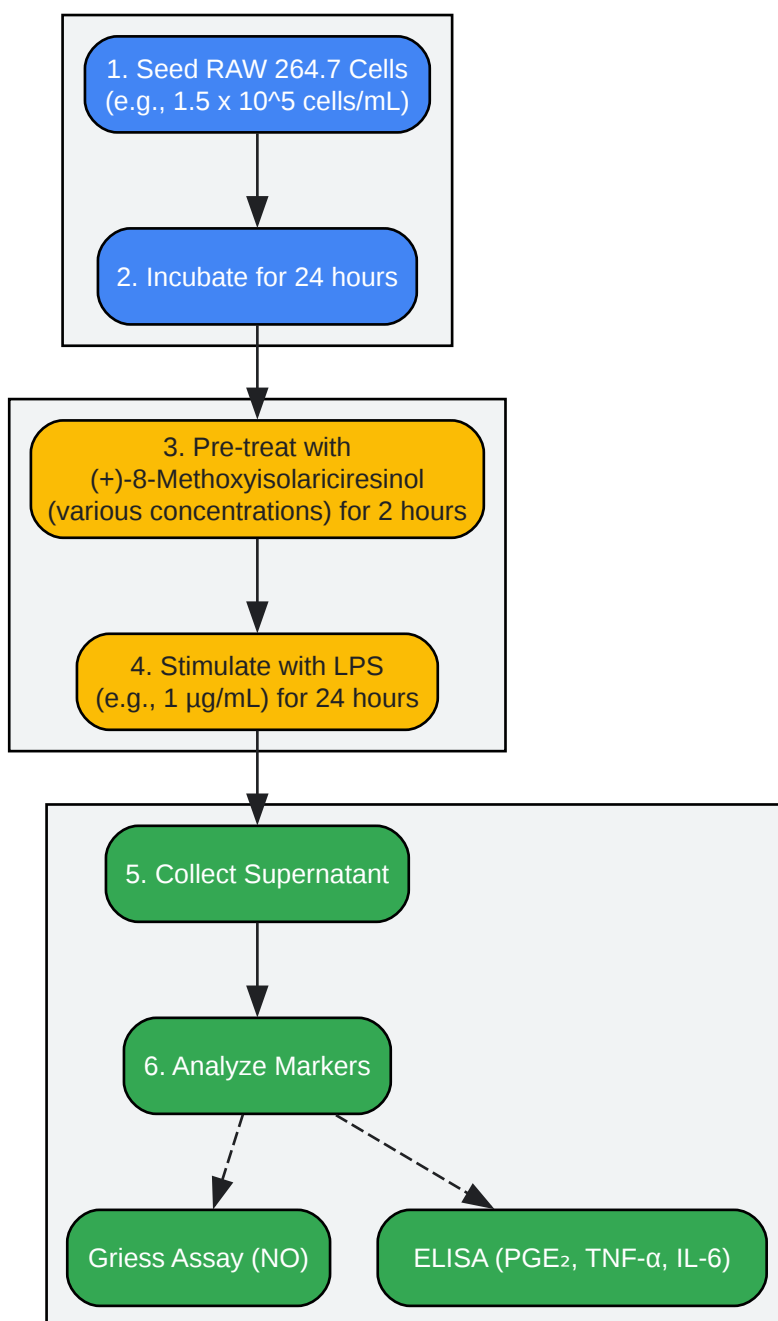 1. Seed RAW 264.7 Cells
(e.g., 1.5 x 10^5 cells/mL)
2. Incubate for 24 hours
3. Pre-treat with
(+)-8-Methoxyisolariciresinol
(various concentrations) for 2 hours
4. Stimulate with LPS
(e.g., 1 µg/mL) for 24 hours
5. Collect Supernatant
6. Analyze Markers
Griess Assay (NO)
ELISA (PGE₂, TNF-α, IL-6)